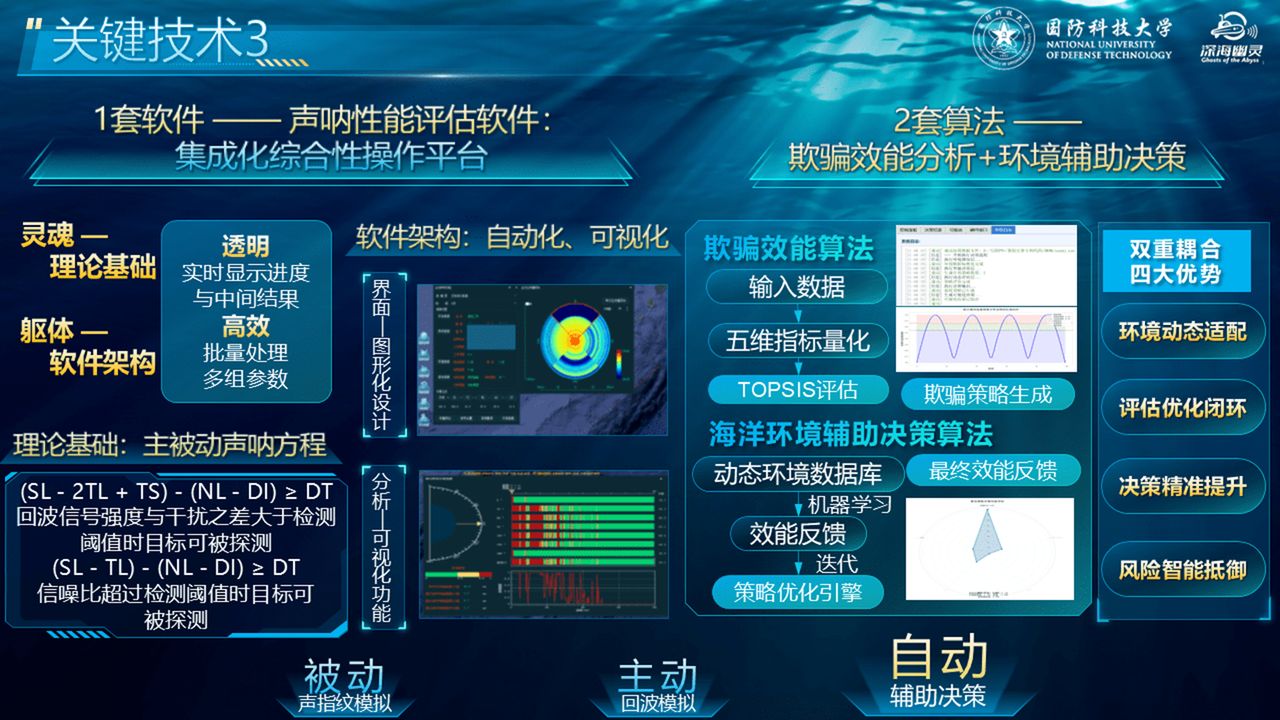 关键技术3
国防科技大学
NATIONAL UNIVERSITY
OF DEFENSE TECHNOLOGY
深海幽灵
Ghosts of the Abyss
1套软件 —— 声呐性能评估软件：
集成化综合性操作平台
2套算法 ——
欺骗效能分析+环境辅助决策
灵魂 —
理论基础
躯体 —
软件架构
透明
实时显示进度
与中间结果
高效
批量处理
多组参数
理论基础：主被动声呐方程
(SL - 2TL + TS) - (NL - DI) ≥ DT
回波信号强度与干扰之差大于检测
阈值时目标可被探测
(SL - TL) - (NL - DI) ≥ DT
信噪比超过检测阈值时目标可
被探测
软件架构：自动化、可视化
界面—图形化设计
分析—可视化功能
欺骗效能算法
输入数据
五维指标量化
TOPSIS评估
欺骗策略生成
海洋环境辅助决策算法
动态环境数据库
最终效能反馈
机器学习
效能反馈
迭代
策略优化引擎
双重耦合
四大优势
环境动态适配
评估优化闭环
决策精准提升
风险智能抵御
被动
声指纹模拟
主动
回波模拟
自动
辅助决策